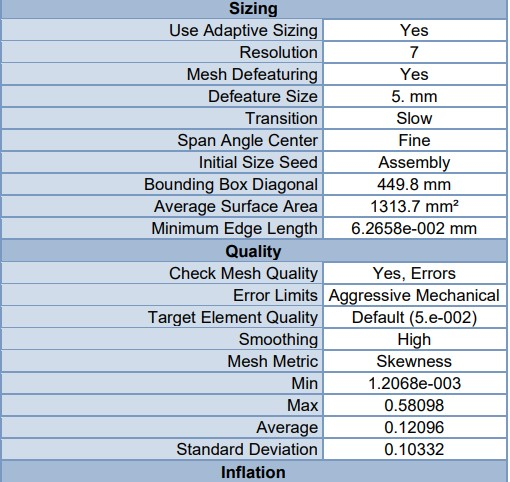 Sizing
Use Adaptive Sizing Yes
Resolution 7
Mesh Defeaturing Yes
Defeature Size 5. mm
Transition Slow
Span Angle Center Fine
Initial Size Seed Assembly
Bounding Box Diagonal 449.8 mm
Average Surface Area 1313.7 mm²
Minimum Edge Length 6.2658e-002 mm
Quality
Check Mesh Quality Yes, Errors
Error Limits Aggressive Mechanical
Target Element Quality Default (5.e-002)
Smoothing High
Mesh Metric Skewness
Min 1.2068e-003
Max 0.58098
Average 0.12096
Standard Deviation 0.10332
Inflation